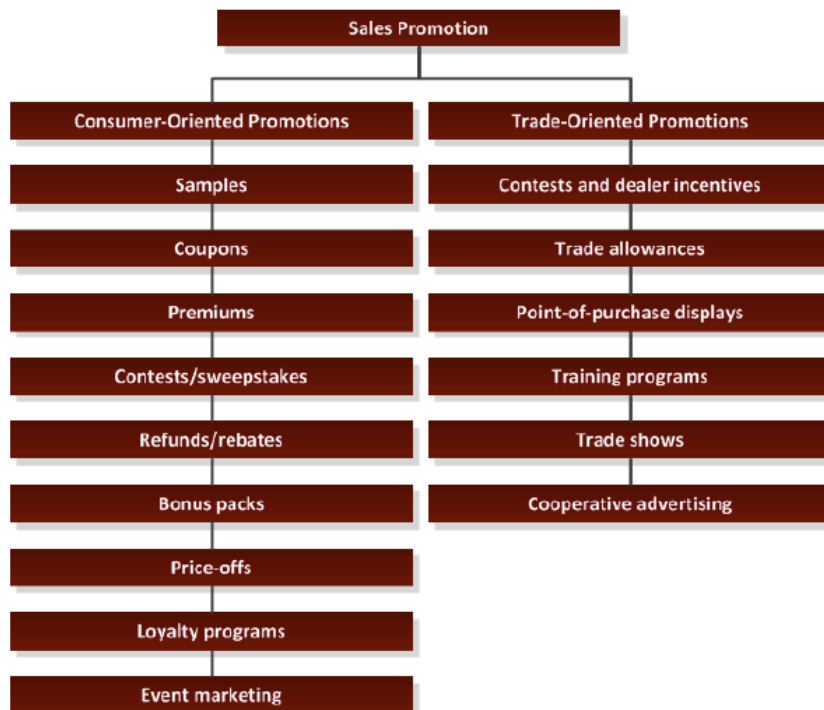 Sales Promotion
Consumer-Oriented Promotions
Samples
Coupons
Premiums
Contests/sweepstakes
Refunds/rebates
Bonus packs
Price-offs
Loyalty programs
Event marketing
Trade-Oriented Promotions
Contests and dealer incentives
Trade allowances
Point-of-purchase displays
Training programs
Trade shows
Cooperative advertising